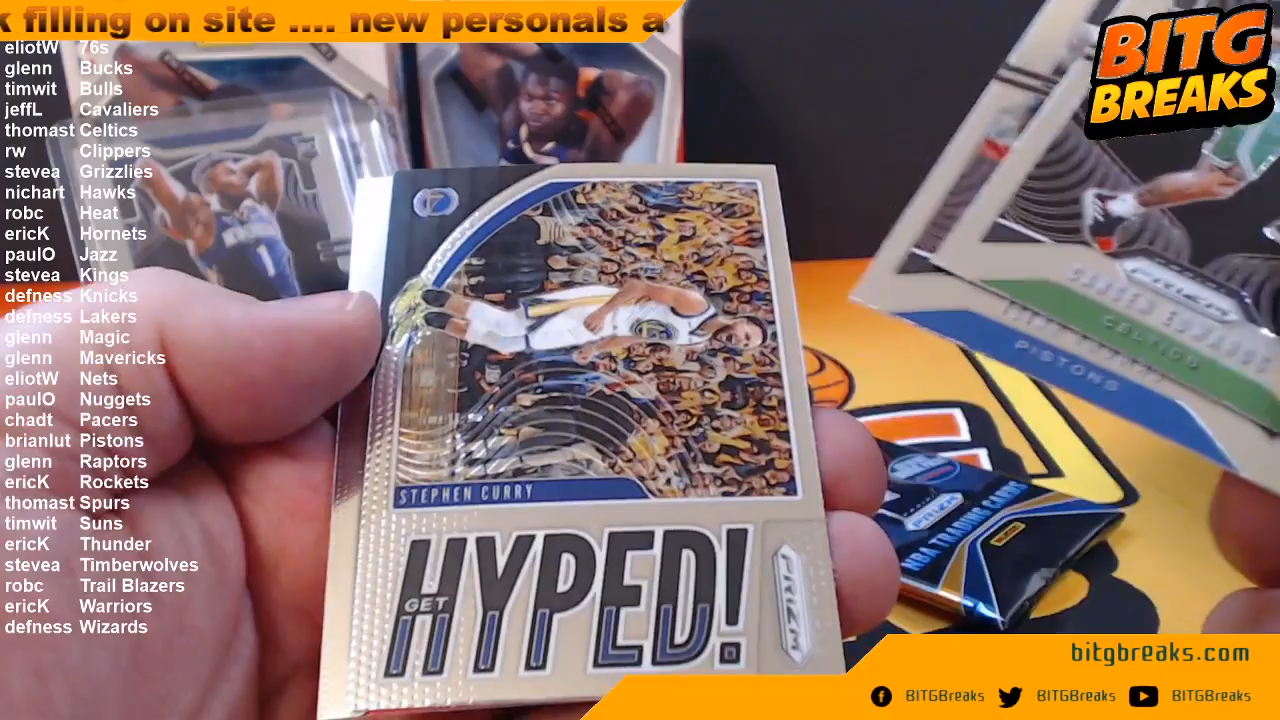 k filling on site .... new personals a
BITG
BREAKS
eliotW 76s
glenn Bucks
timwit Bulls
jeffL Cavaliers
thomast Celtics
rw Clippers
stevea Grizzlies
nichart Hawks
robc Heat
ericK Hornets
paulO Jazz
stevea Kings
defness Knicks
defness Lakers
glenn Magic
glenn Mavericks
eliotW Nets
paulO Nuggets
chadt Pacers
brianlut Pistons
glenn Raptors
ericK Rockets
thomast Spurs
timwit Suns
ericK Thunder
stevea Timberwolves
robc Trail Blazers
ericK Warriors
defness Wizards
STEPHEN CURRY
GET
HYPED!
PRIZM
PRIZM
CARSEN EDWARDS
CELTICS
PISTONS
PRIZM
NBA TRADING CARDS
bitgbreaks.com
BITGBreaks BITGBreaks BITGBreaks